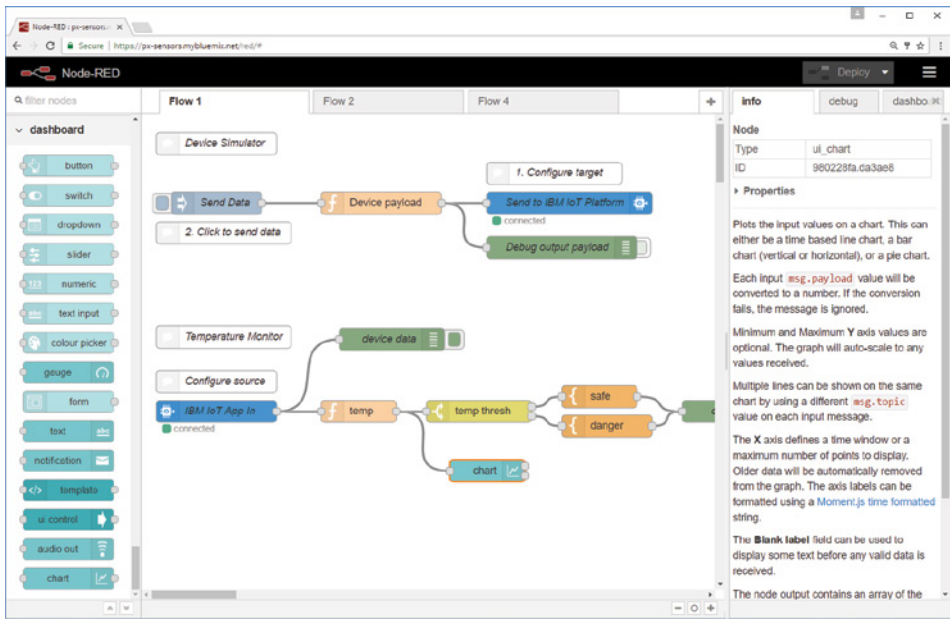 Node-RED : px-sensors.
Secure | https://px-sensors.mybluemix.net/red/#
Node-RED
Deploy
filter nodes
dashboard
button
switch
dropdown
slider
numeric
text input
colour picker
gauge
form
text
notification
template
ui control
audio out
chart
Flow 1
Flow 2
Flow 4
Device Simulator
1. Configure target
Send Data
Device payload
Send to IBM IoT Platform
connected
2. Click to send data
Debug output payload
Temperature Monitor
device data
Configure source
IBM IoT App In
connected
temp
temp thresh
safe
danger
chart
info
debug
dashbo
Node
Type ui_chart
ID 980228fa.da3ae8
Properties
Plots the input values on a chart. This can
either be a time based line chart, a bar
chart (vertical or horizontal), or a pie chart.
Each input msg.payload value will be
converted to a number. If the conversion
fails, the message is ignored.
Minimum and Maximum Y axis values are
optional. The graph will auto-scale to any
values received.
Multiple lines can be shown on the same
chart by using a different msg.topic
value on each input message.
The X axis defines a time window or a
maximum number of points to display.
Older data will be automatically removed
from the graph. The axis labels can be
formatted using a Moment.js time formatted
string.
The Blank label field can be used to
display some text before any valid data is
received.
The node output contains an array of the